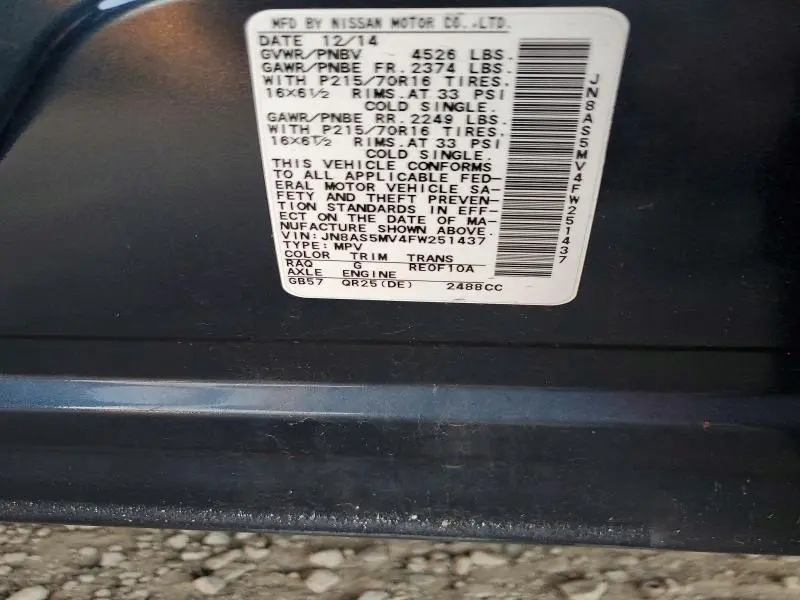 MFD BY NISSAN MOTOR CO.,LTD.
DATE 12/14
GVWR/PNBV 4526 LBS.
GAWR/PNBE FR. 2374 LBS.
WITH P215/70R16 TIRES.
16X6½ RIMS. AT 33 PSI
COLD SINGLE.
GAWR/PNBE RR. 2249 LBS.
WITH P215/70R16 TIRES.
16X6½ RIMS. AT 33 PSI
COLD SINGLE.
THIS VEHICLE CONFORMS
TO ALL APPLICABLE FED-
ERAL MOTOR VEHICLE SA-
FETY AND THEFT PREVEN-
TION STANDARDS IN EFF-
ECT ON THE DATE OF MA-
NUFACTURE SHOWN ABOVE.
VIN: JN8AS5MV4FW251437
TYPE: MPV
COLOR TRIM TRANS
RAQ G RE0F10A
AXLE ENGINE
GB57 QR25(DE) 2488CC
JN8AS5MV4FW251437